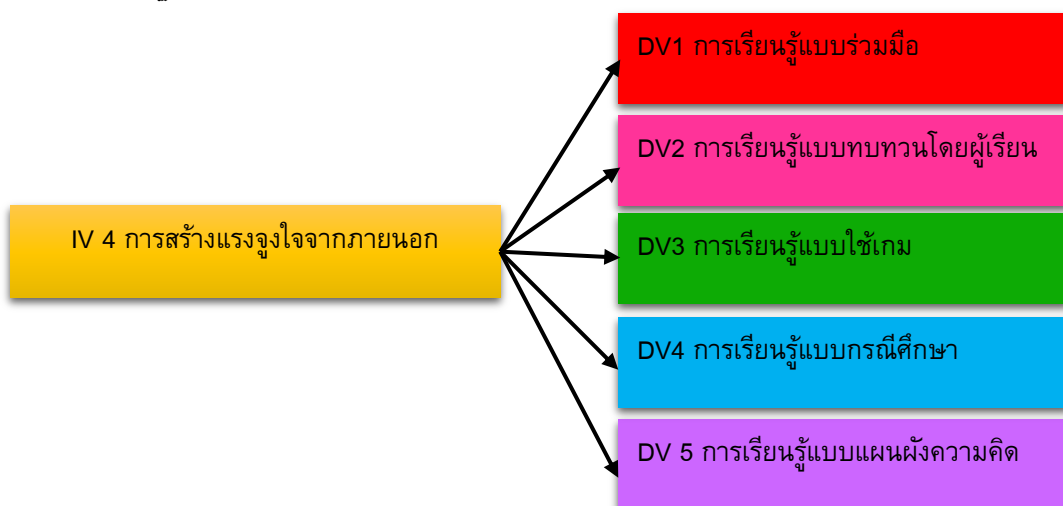 DV1 การเรียนรู้แบบร่วมมือ
DV2 การเรียนรู้แบบทบทวนโดยผู้เรียน
IV 4 การสร้างแรงจูงใจจากภายนอก
DV3 การเรียนรู้แบบใช้เกม
DV4 การเรียนรู้แบบกรณีศึกษา
DV 5 การเรียนรู้แบบแผนผังความคิด